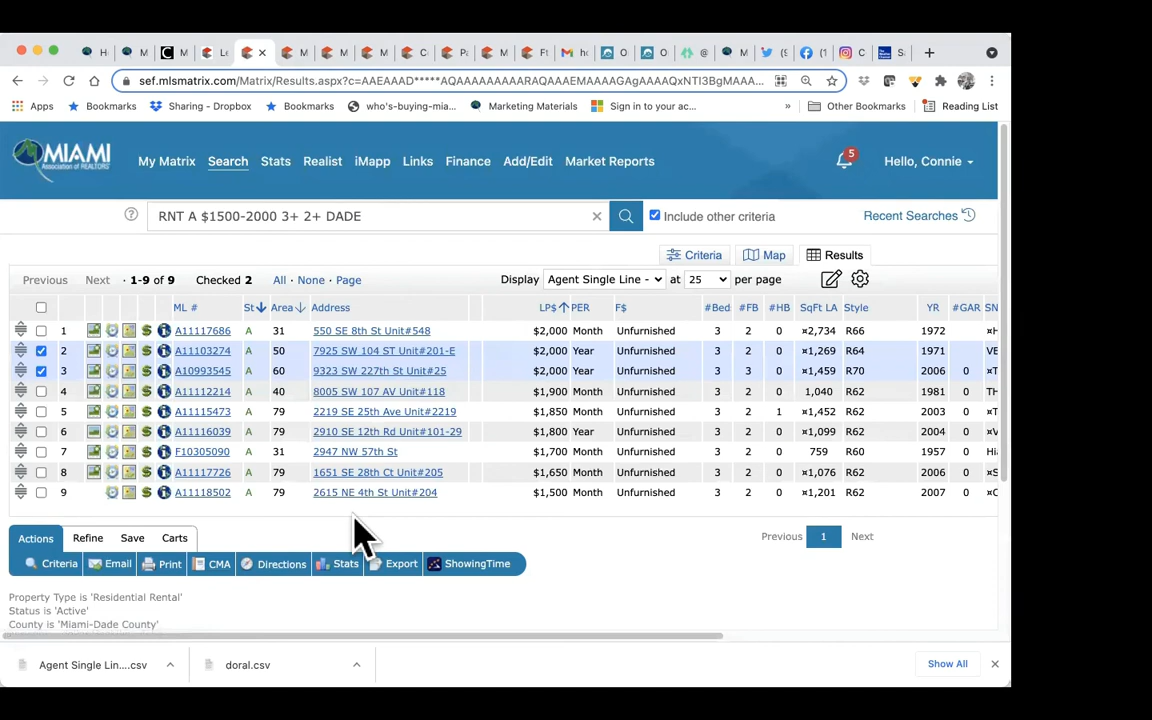 H M M Le M M M C Pa M Ft ho O O @ M (S (1 C S
sef.mlsmatrix.com/Matrix/Results.aspx?c=AAEAAAD*****AQAAAAAAAAARAQAAAEMAAAAGAgAAAAQxNTI3BgMAAA...
Apps Bookmarks Sharing - Dropbox Bookmarks who's-buying-mia... Marketing Materials Sign in to your ac... » Other Bookmarks Reading List
MIAMI Association of REALTORS® My Matrix Search Stats Realist iMapp Links Finance Add/Edit Market Reports 5 Hello, Connie
? RNT A $1500-2000 3+ 2+ DADE Include other criteria Recent Searches
Criteria Map Results
Previous Next · 1-9 of 9 Checked 2 All · None · Page Display Agent Single Line - at 25 per page
ML # St Area Address LP$ PER F$ #Bed #FB #HB SqFt LA Style YR #GAR SN
1 A11117686 A 31 550 SE 8th St Unit#548 $2,000 Month Unfurnished 3 2 0 ¤2,734 R66 1972 ¤H
2 A11103274 A 50 7925 SW 104 ST Unit#201-E $2,000 Year Unfurnished 3 2 0 ¤1,269 R64 1971 VE
3 A10993545 A 60 9323 SW 227th St Unit#25 $2,000 Year Unfurnished 3 3 0 ¤1,459 R70 2006 0 ¤T
4 A11112214 A 40 8005 SW 107 AV Unit#118 $1,900 Month Unfurnished 3 2 0 1,040 R62 1981 0 TH
5 A11115473 A 79 2219 SE 25th Ave Unit#2219 $1,850 Month Unfurnished 3 2 1 ¤1,452 R62 2003 0 ¤T
6 A11116039 A 79 2910 SE 12th Rd Unit#101-29 $1,800 Year Unfurnished 3 2 0 ¤1,099 R62 2004 0 ¤V
7 F10305090 A 31 2947 NW 57th St $1,700 Month Unfurnished 3 2 0 759 R60 1957 0 Hi
8 A11117726 A 79 1651 SE 28th Ct Unit#205 $1,650 Month Unfurnished 3 2 0 ¤1,076 R62 2006 0 ¤S
9 A11118502 A 79 2615 NE 4th St Unit#204 $1,500 Month Unfurnished 3 2 0 ¤1,201 R62 2007 0 ¤C
Actions Refine Save Carts Previous 1 Next
Criteria Email Print CMA Directions Stats Export ShowingTime
Property Type is 'Residential Rental'
Status is 'Active'
County is 'Miami-Dade County'
Agent Single Lin....csv doral.csv Show All